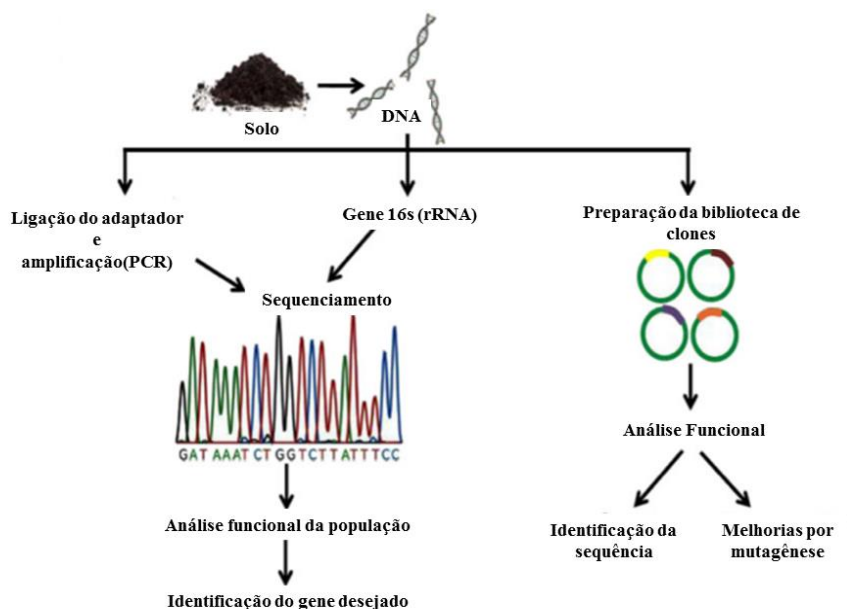 Solo
DNA
Ligação do adaptador
e
amplificação(PCR)
Gene 16s (rRNA)
Preparação da biblioteca de
clones
Sequenciamento
GATAAATCTGGTCTTATTTCC
Análise funcional da população
Identificação do gene desejado
Análise Funcional
Identificação da
sequência
Melhorias por
mutagênese